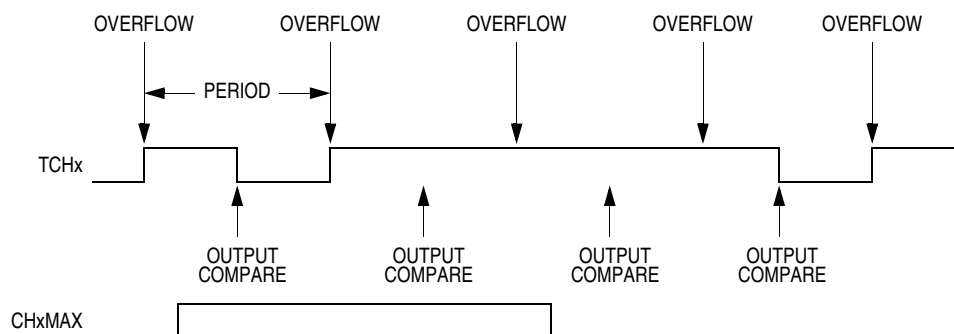 OVERFLOW OVERFLOW OVERFLOW OVERFLOW OVERFLOW
PERIOD
TCHx
OUTPUT COMPARE
OUTPUT COMPARE
OUTPUT COMPARE
OUTPUT COMPARE
CHxMAX